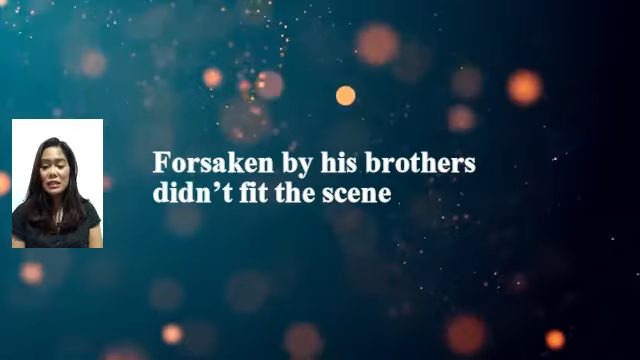 Forsaken by his brothers
didn’t fit the scene